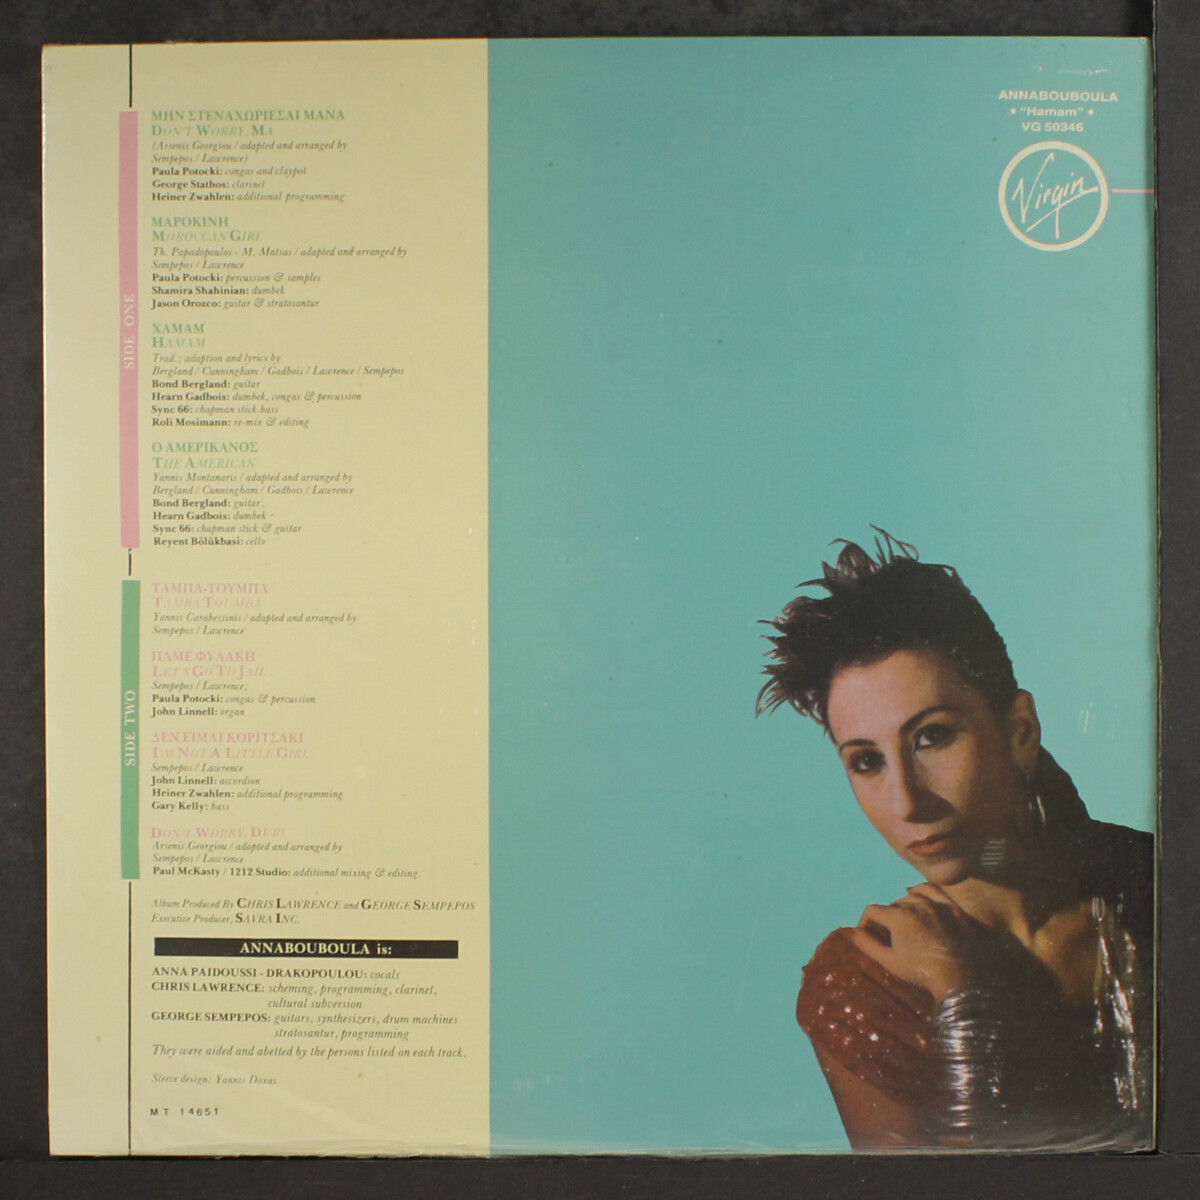 ΜΗΝ ΣΤΕΝΑΧΩΡΙΕΣΑΙ ΜΑΝΑ
DON'T WORRY, MA
(Arsenis Georgiou / adapted and arranged by
Sempepos / Lawrence)
Paula Potocki: congas and claypot
George Stathos: clarinet
Heiner Zwahlen: additional programming
ΜΑΡΟΚΙΝΗ
MOROCCAN GIRL
Th. Papadopoulos - M. Matsas / adapted and arranged by
Sempepos / Lawrence
Paula Potocki: percussion & samples
Shamira Shahinian: dumbek
Jason Orozco: guitar & stratosantur
ΧΑΜΑΜ
HAMAM
Trad.; adaption and lyrics by
Bergland / Cunningham / Gadbois / Lawrence / Sempepos
Bond Bergland: guitar
Hearn Gadbois: dumbek, congas & percussion
Sync 66: chapman stick bass
Roli Mosimann: re-mix & editing
Ο ΑΜΕΡΙΚΑΝΟΣ
THE AMERICAN
Yannis Montanaris / adapted and arranged by
Bergland / Cunningham / Gadbois / Lawrence
Bond Bergland: guitar
Hearn Gadbois: dumbek
Sync 66: chapman stick & guitar
Reyent Bölükbasi: cello
SIDE ONE
ΤΑΜΠΑ-ΤΟΥΜΠΑ
TAMBA TOUMBA
Yannis Carabessinis / adapted and arranged by
Sempepos / Lawrence
ΠΑΜΕ ΦΥΛΑΚΗ
LET'S GO TO JAIL
Sempepos / Lawrence;
Paula Potocki: congas & percussion
John Linnell: organ
ΔΕΝ ΕΙΜΑΙ ΚΟΡΙΤΣΑΚΙ
I'M NOT A LITTLE GIRL
Sempepos / Lawrence
John Linnell: accordion
Heiner Zwahlen: additional programming
Gary Kelly: bass
DON'T WORRY, DUB!
Arsenis Georgiou / adapted and arranged by
Sempepos / Lawrence
Paul McKasty / 1212 Studio: additional mixing & editing.
SIDE TWO
Album Produced By CHRIS LAWRENCE and GEORGE SEMPEPOS
Executive Producer, SAVRA INC.
ANNABOUBOULA is:
ANNA PAIDOUSSI - DRAKOPOULOU: vocals
CHRIS LAWRENCE: scheming, programming, clarinet,
cultural subversion
GEORGE SEMPEPOS: guitars, synthesizers, drum machines
stratosantur, programming
They were aided and abetted by the persons listed on each track.
Sleeve design: Yannis Doxas
MT 14651
ANNABOUBOULA
• "Hamam" •
VG 50346
Virgin